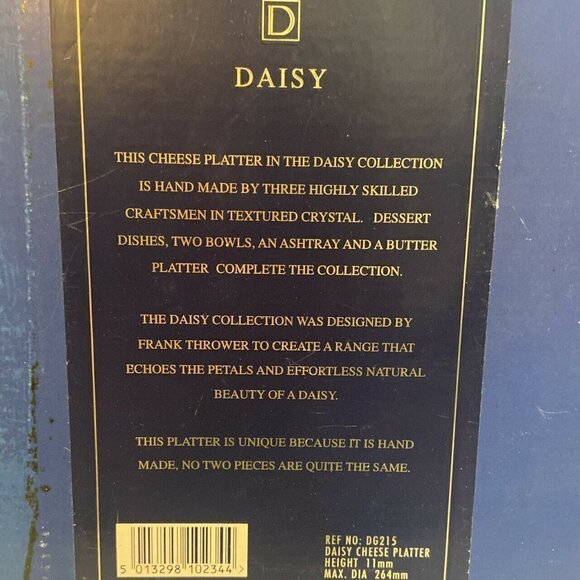 D
DAISY
THIS CHEESE PLATTER IN THE DAISY COLLECTION
IS HAND MADE BY THREE HIGHLY SKILLED
CRAFTSMEN IN TEXTURED CRYSTAL. DESSERT
DISHES, TWO BOWLS, AN ASHTRAY AND A BUTTER
PLATTER COMPLETE THE COLLECTION.
THE DAISY COLLECTION WAS DESIGNED BY
FRANK THROWER TO CREATE A RANGE THAT
ECHOES THE PETALS AND EFFORTLESS NATURAL
BEAUTY OF A DAISY.
THIS PLATTER IS UNIQUE BECAUSE IT IS HAND
MADE, NO TWO PIECES ARE QUITE THE SAME.
5 013298 102344 >
REF NO: DG215
DAISY CHEESE PLATTER
HEIGHT 11mm
MAX. DIA 264mm